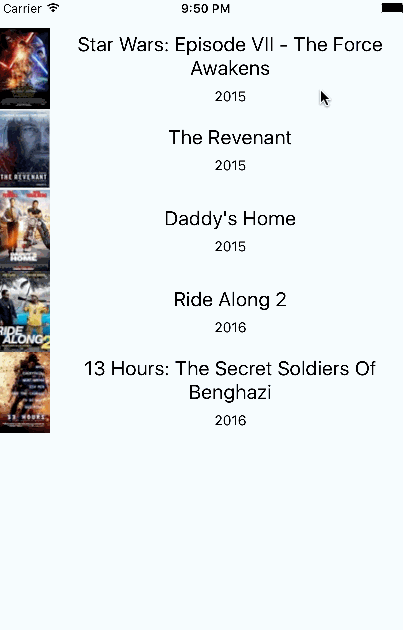 Carrier 9:50 PM
Star Wars: Episode VII - The Force
Awakens
2015
THE REVENANT
The Revenant
2015
HOME
Daddy's Home
2015
RIDE
ALONG 2
Ride Along 2
2016
13 HOURS
13 Hours: The Secret Soldiers Of
Benghazi
2016